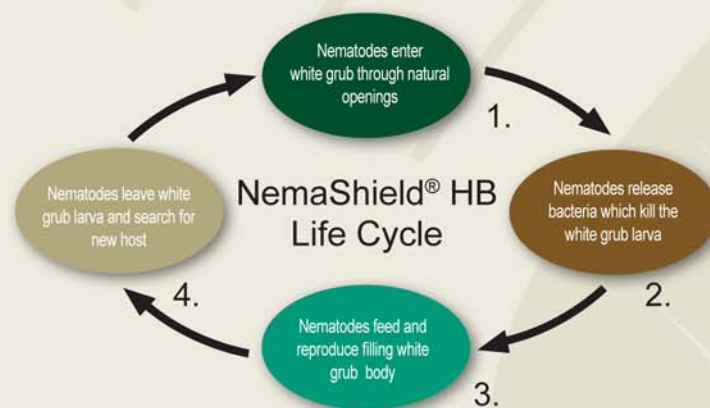 Nematodes enter
white grub through natural
openings
1.
Nematodes release
bacteria which kill the
white grub larva
2.
Nematodes feed and
reproduce filling white
grub body
3.
Nematodes leave white
grub larva and search for
new host
4.
NemaShield® HB
Life Cycle